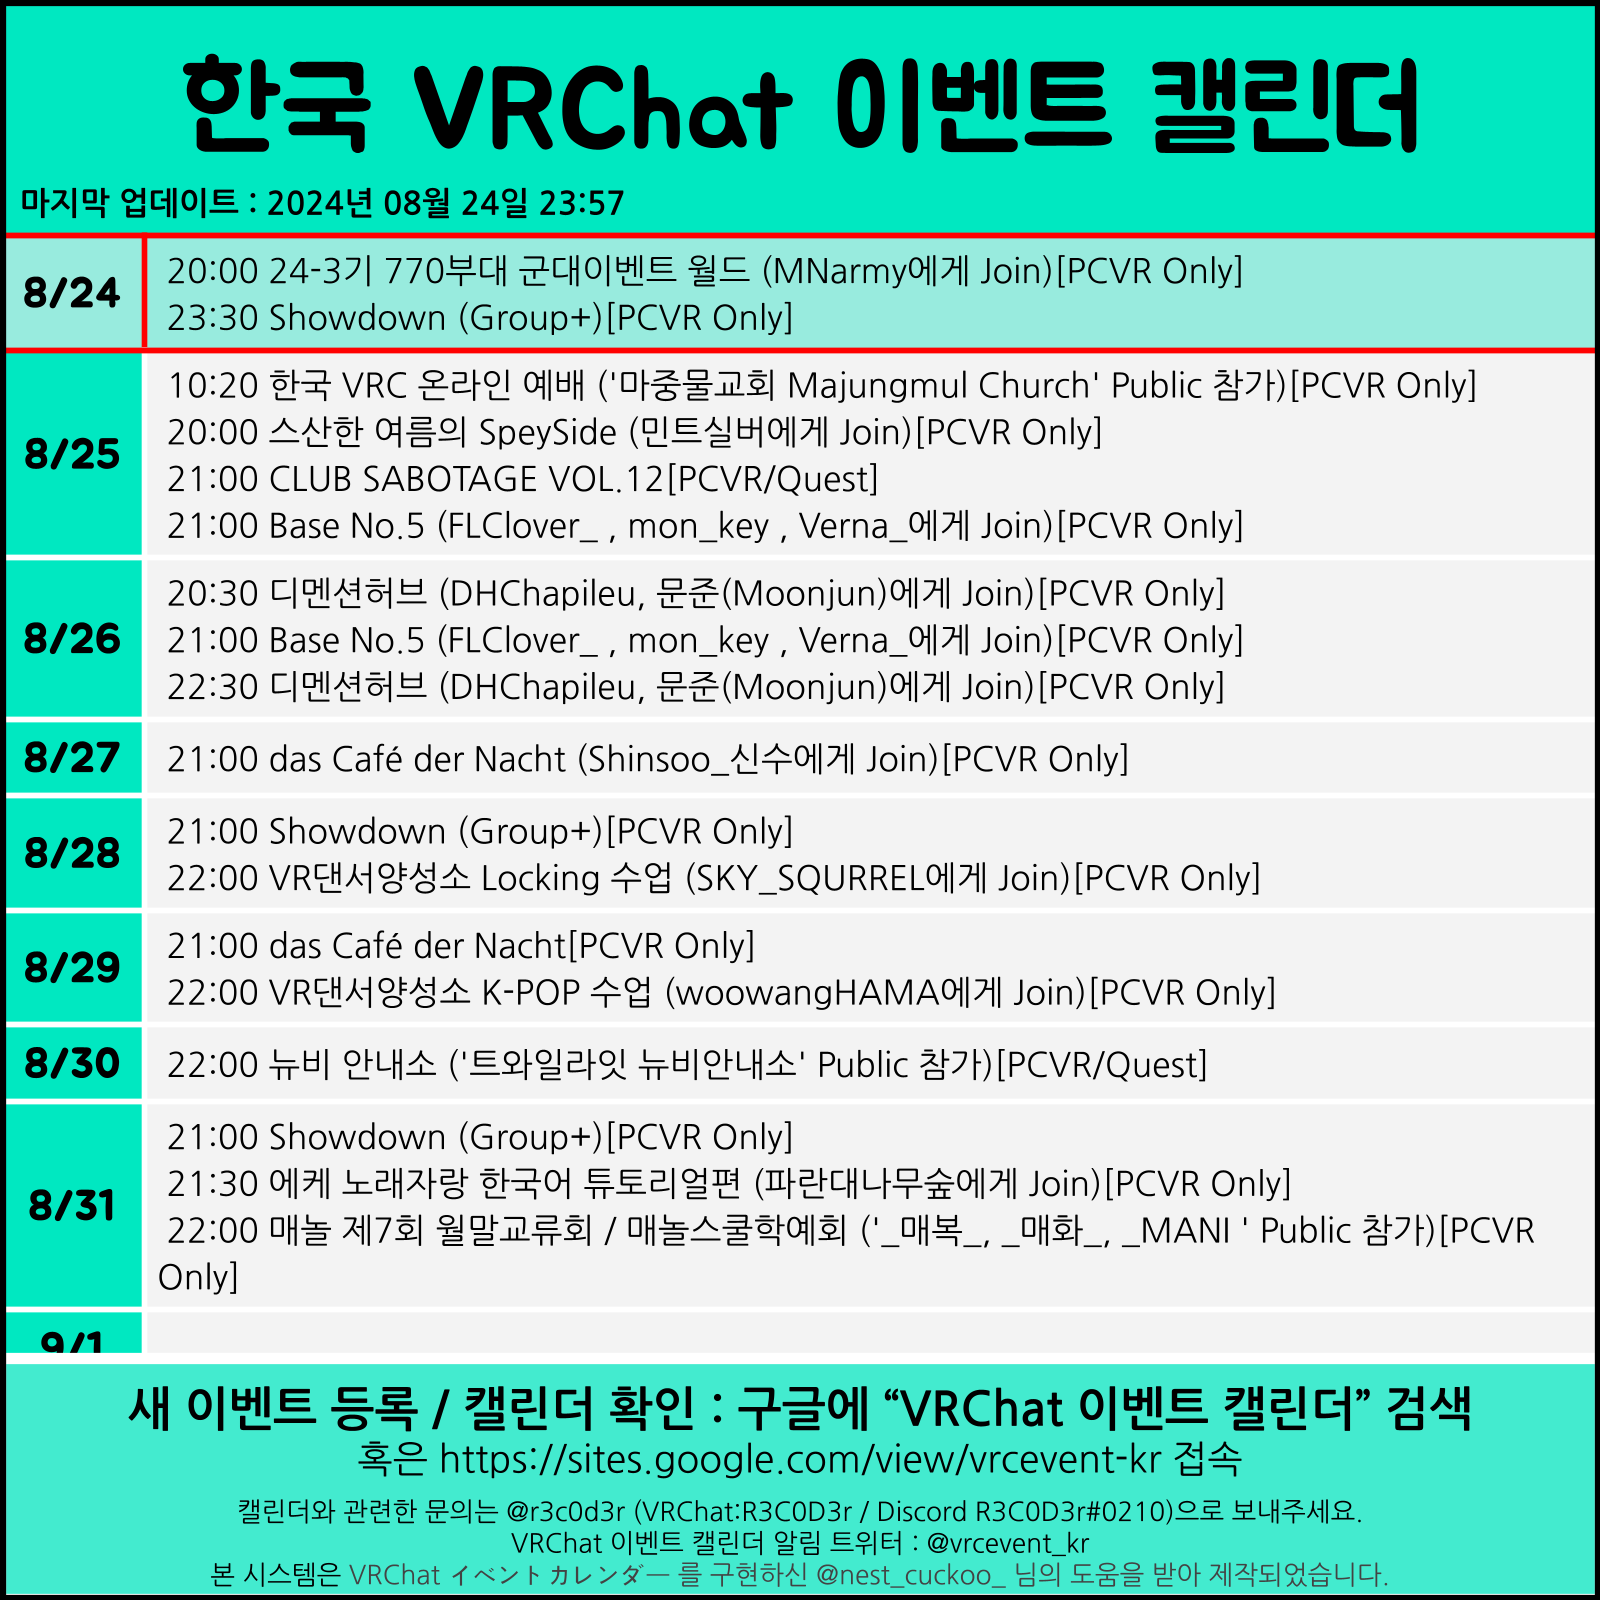 한국 VRChat 이벤트 캘린더
마지막 업데이트 : 2024년 08월 24일 23:57
8/24
20:00 24-3기 770부대 군대이벤트 월드 (MNarmy에게 Join)[PCVR Only]
23:30 Showdown (Group+)[PCVR Only]
8/25
10:20 한국 VRC 온라인 예배 ('마중물교회 Majungmul Church' Public 참가)[PCVR Only]
20:00 스산한 여름의 SpeySide (민트실버에게 Join)[PCVR Only]
21:00 CLUB SABOTAGE VOL.12[PCVR/Quest]
21:00 Base No.5 (FLClover_ , mon_key , Verna_에게 Join)[PCVR Only]
8/26
20:30 디멘션허브 (DHChapileu, 문준(Moonjun)에게 Join)[PCVR Only]
21:00 Base No.5 (FLClover_ , mon_key , Verna_에게 Join)[PCVR Only]
22:30 디멘션허브 (DHChapileu, 문준(Moonjun)에게 Join)[PCVR Only]
8/27
21:00 das Café der Nacht (Shinsoo_신수에게 Join)[PCVR Only]
8/28
21:00 Showdown (Group+)[PCVR Only]
22:00 VR댄서양성소 Locking 수업 (SKY_SQURREL에게 Join)[PCVR Only]
8/29
21:00 das Café der Nacht[PCVR Only]
22:00 VR댄서양성소 K-POP 수업 (woowangHAMA에게 Join)[PCVR Only]
8/30
22:00 뉴비 안내소 ('트와일라잇 뉴비안내소' Public 참가)[PCVR/Quest]
8/31
21:00 Showdown (Group+)[PCVR Only]
21:30 에케 노래자랑 한국어 튜토리얼편 (파란대나무숲에게 Join)[PCVR Only]
22:00 매놀 제7회 월말교류회 / 매놀스쿨학예회 ('_매복_, _매화_, _MANI ' Public 참가)[PCVR
Only]
9/1
새 이벤트 등록 / 캘린더 확인 : 구글에 “VRChat 이벤트 캘린더” 검색
혹은 https://sites.google.com/view/vrcevent-kr 접속
캘린더와 관련한 문의는 @r3c0d3r (VRChat:R3C0D3r / Discord R3C0D3r#0210)으로 보내주세요.
VRChat 이벤트 캘린더 알림 트위터 : @vrcevent_kr
본 시스템은 VRChat イベントカレンダー 를 구현하신 @nest_cuckoo_ 님의 도움을 받아 제작되었습니다.